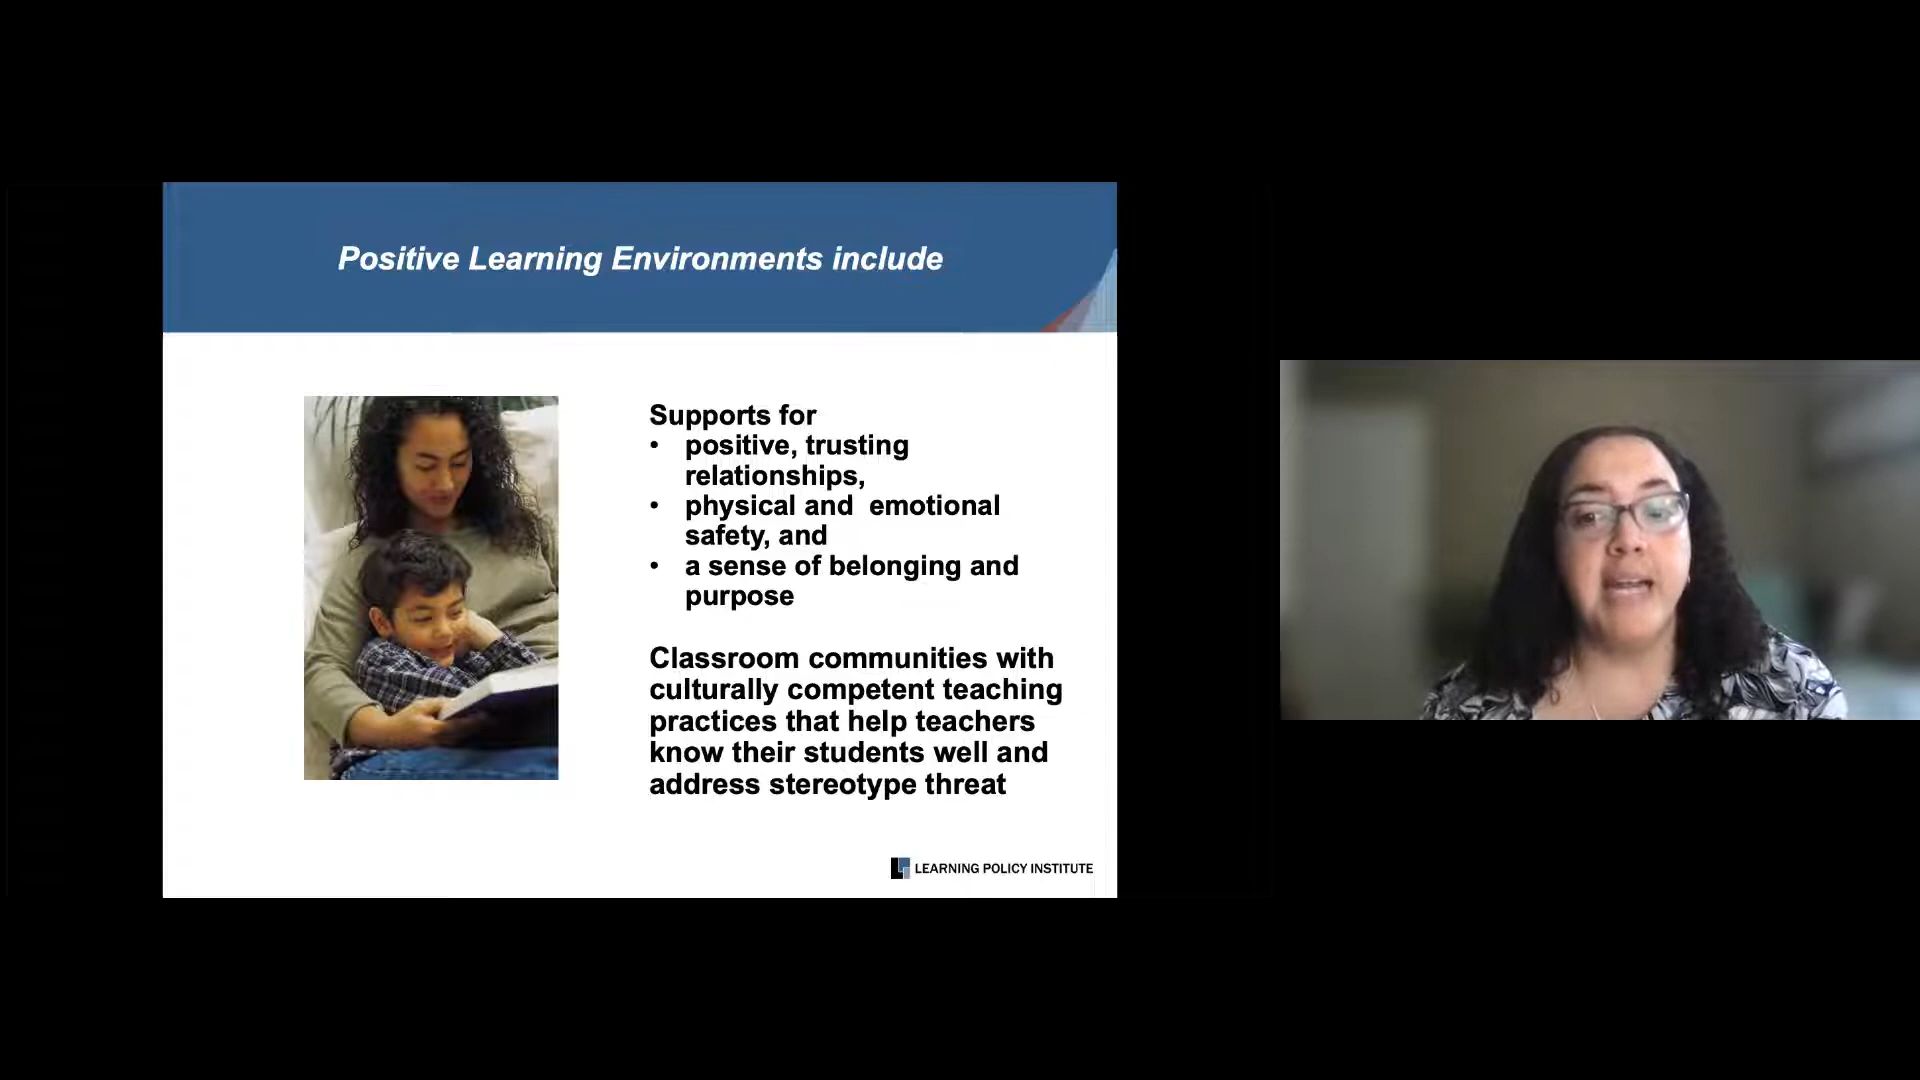 Positive Learning Environments include
Supports for
• positive, trusting
relationships,
• physical and  emotional
safety, and
• a sense of belonging and
purpose
Classroom communities with
culturally competent teaching
practices that help teachers
know their students well and
address stereotype threat
LEARNING POLICY INSTITUTE